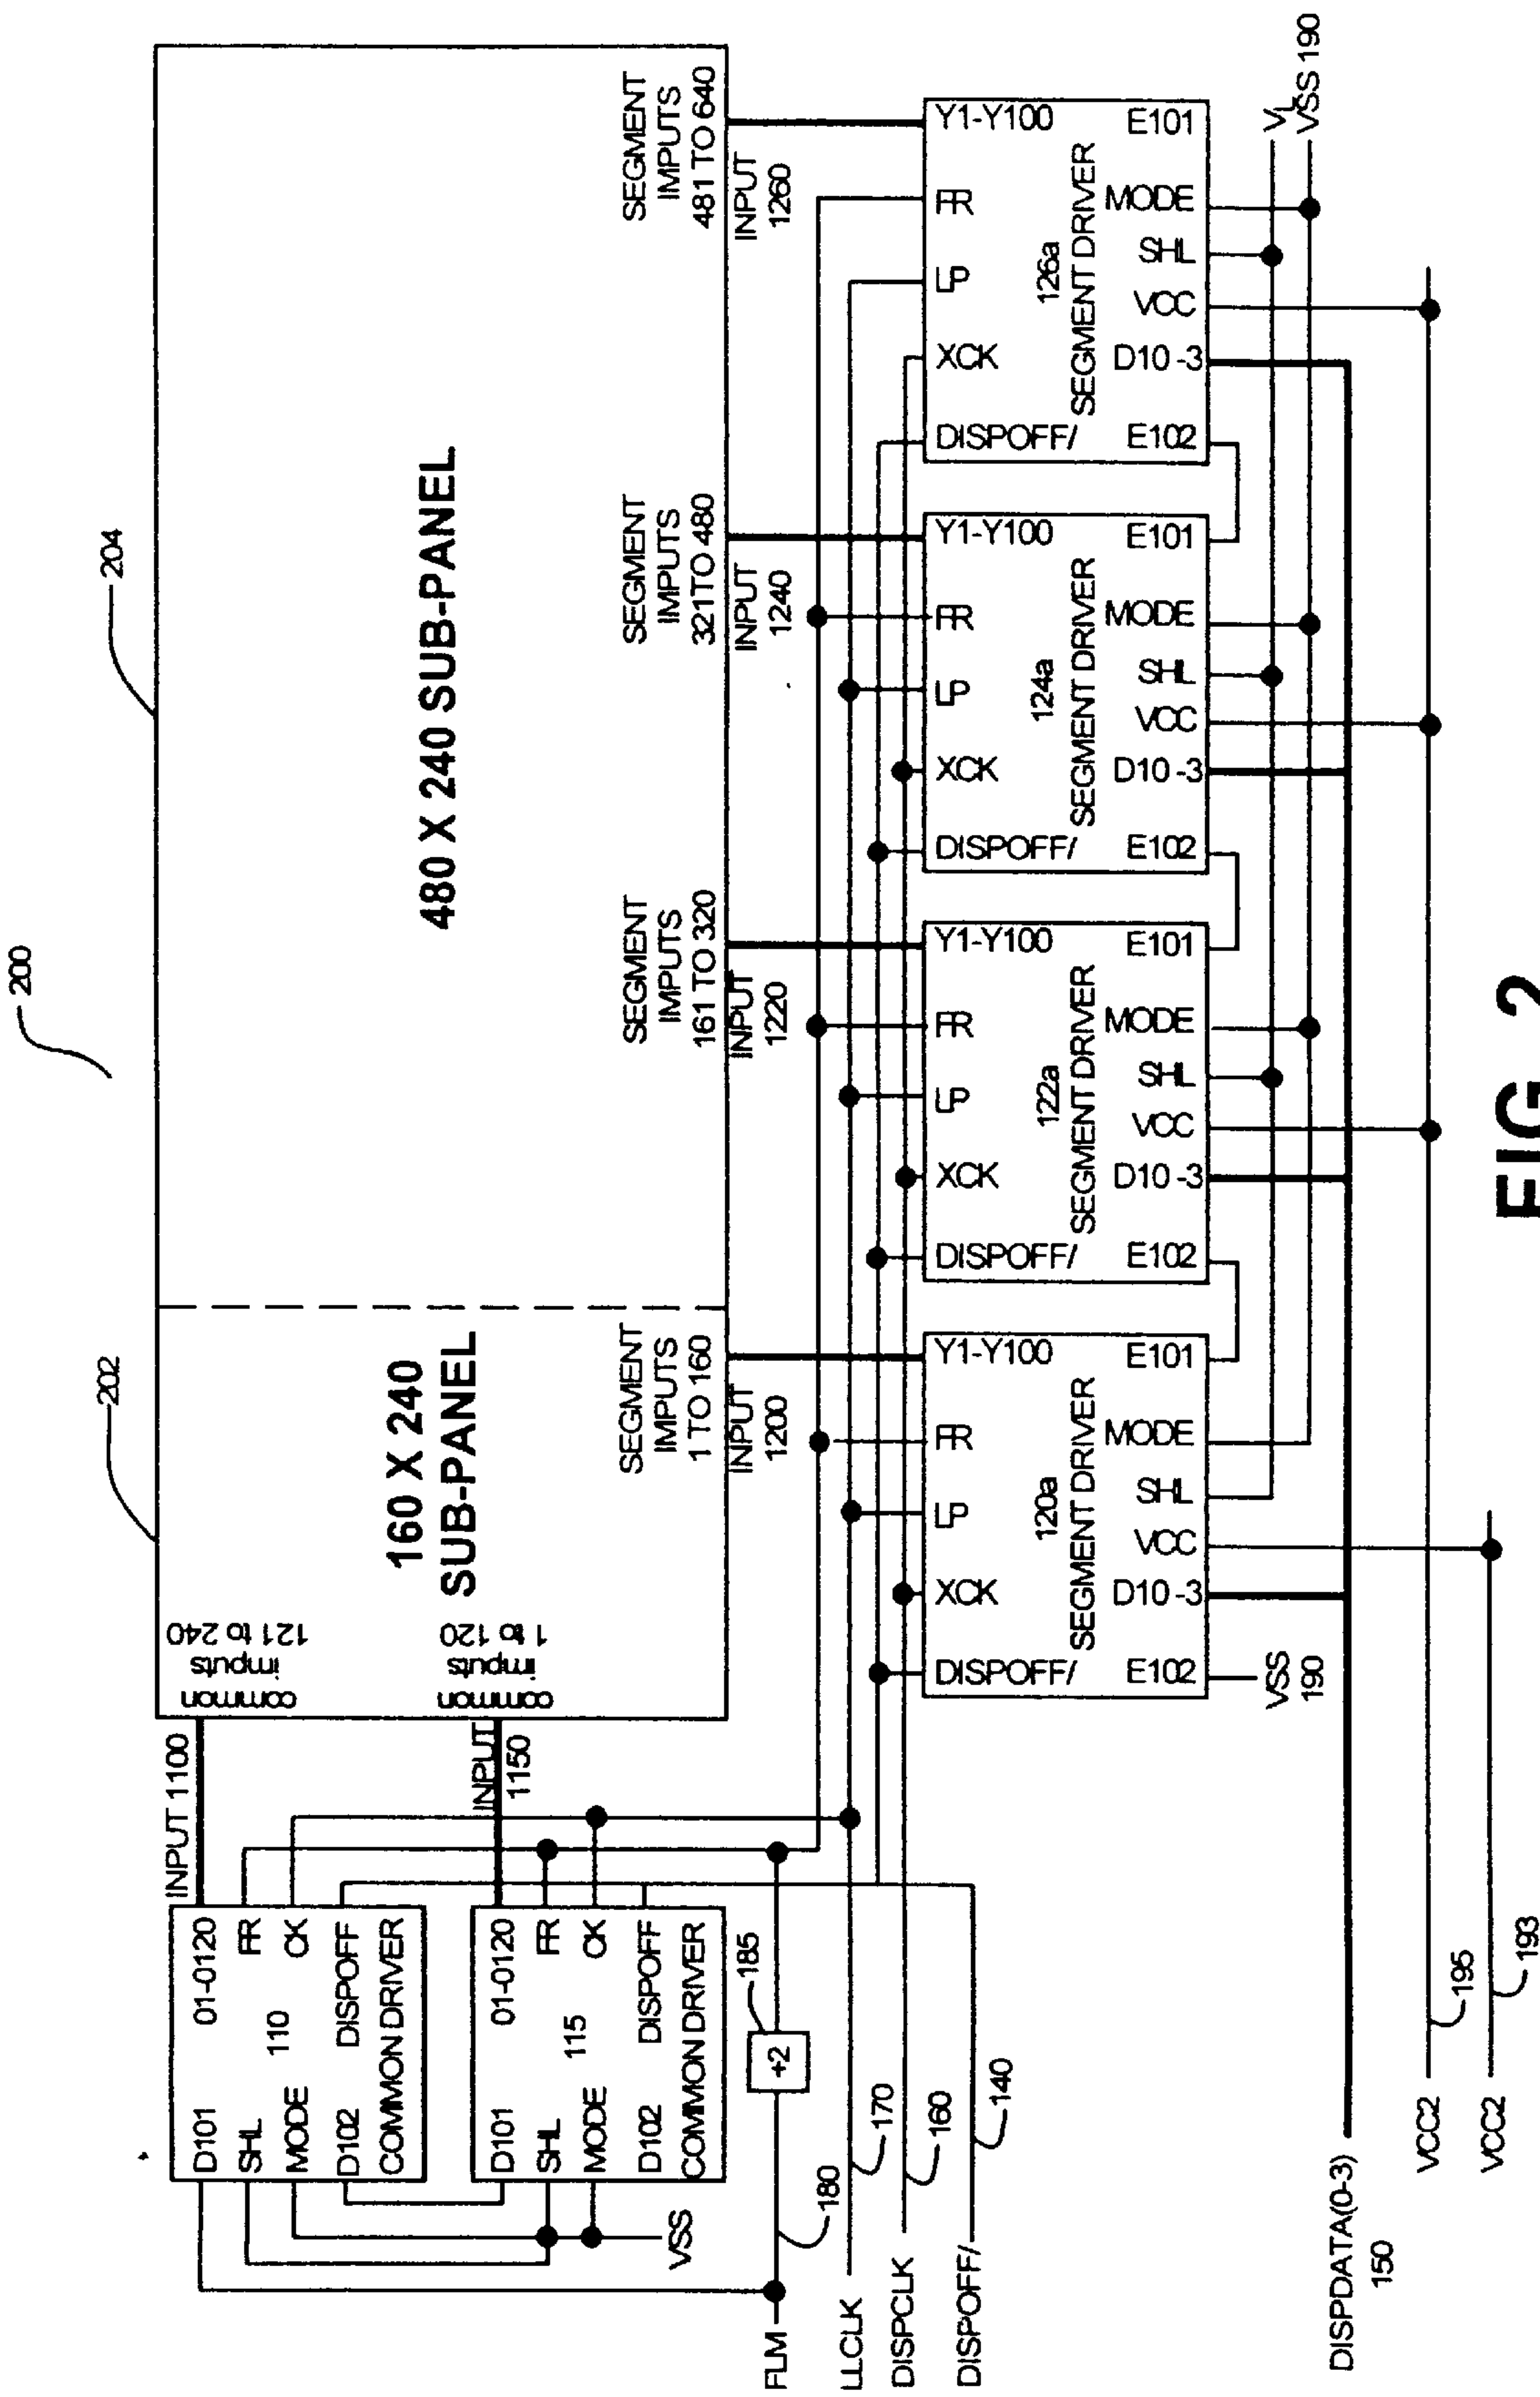 200
202
204
160 X 240
SUB-PANEL
480 X 240 SUB-PANEL
common
imputs
121 to 240
common
imputs
1 to 120
SEGMENT
IMPUTS
1 TO 160
SEGMENT
IMPUTS
161 TO 320
SEGMENT
IMPUTS
321TO 480
SEGMENT
IMPUTS
481 TO 640
INPUT 1100
INPUT
1150
INPUT
1200
INPUT
1220
INPUT
1240
INPUT
1260
D101 01-0120
SHL FR
110
MODE CK
D102 DISPOFF
COMMON DRIVER
D101 01-0120
SHL FR
115
MODE CK
D102 DISPOFF
COMMON DRIVER
VSS
185
+2
180
FLM
LLCLK
170
DISPCLK
160
DISPOFF/
140
DISPOFF/ XCK LP FR Y1-Y100
120a
SEGMENT DRIVER
E102 D10 -3 VCC SHL MODE E101
DISPOFF/ XCK LP FR Y1-Y100
122a
SEGMENT DRIVER
E102 D10 -3 VCC SHL MODE E101
DISPOFF/ XCK LP FR Y1-Y100
124a
SEGMENT DRIVER
E102 D10 -3 VCC SHL MODE E101
DISPOFF/ XCK LP FR Y1-Y100
126a
SEGMENT DRIVER
E102 D10 -3 VCC SHL MODE E101
VSS
190
VL
VSS 190
DISPDATA(0-3)
150
VCC2
195
VCC2
193
FIG. 2